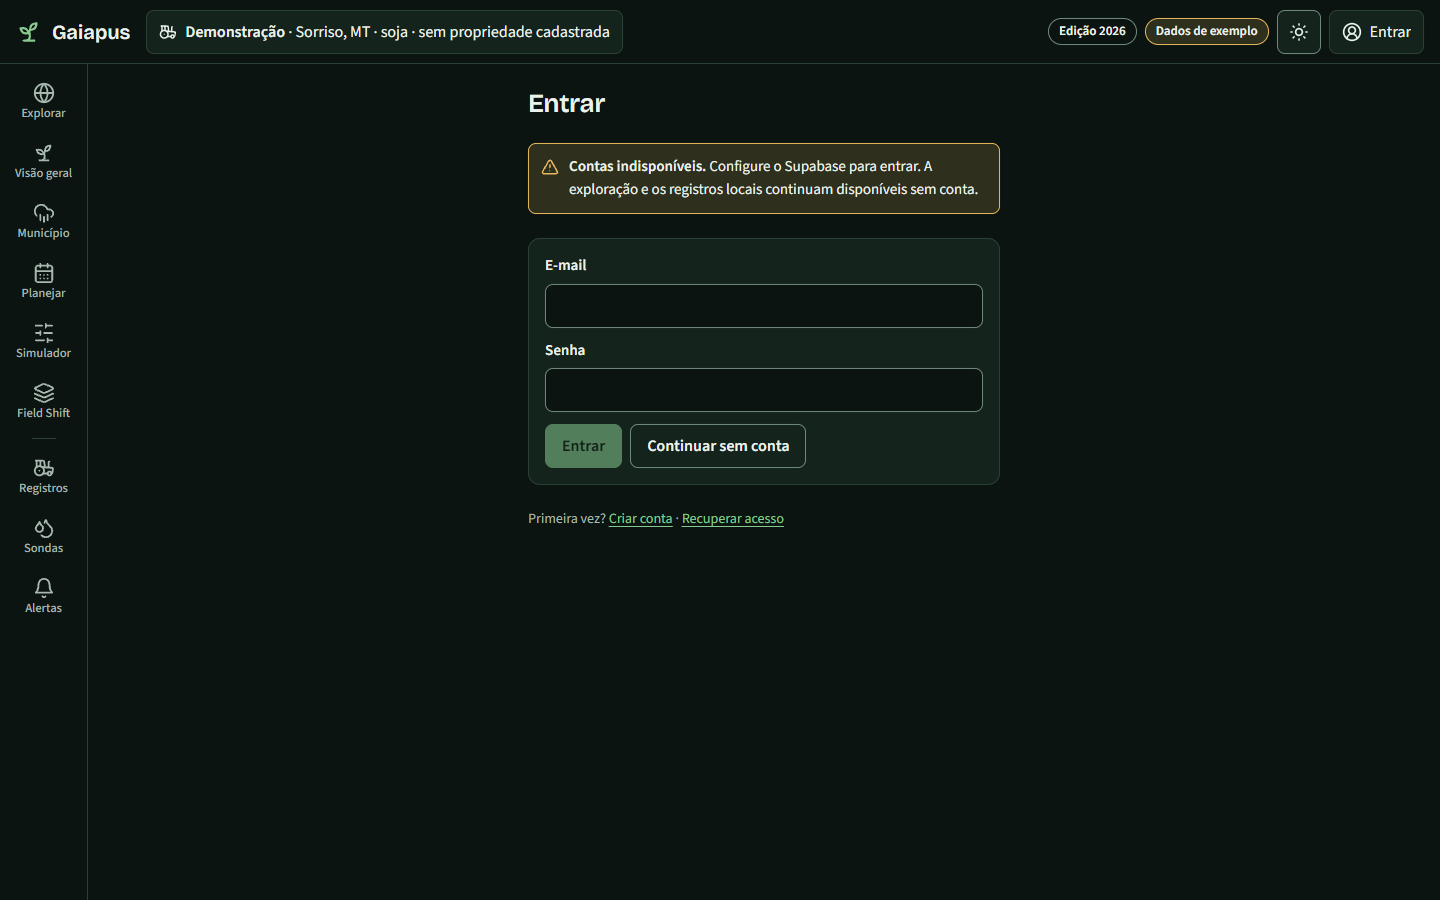 Gaiapus
Demonstração · Sorriso, MT · soja · sem propriedade cadastrada
Edição 2026
Dados de exemplo
Entrar
Explorar
Visão geral
Município
Planejar
Simulador
Field Shift
Registros
Sondas
Alertas
Entrar
Contas indisponíveis. Configure o Supabase para entrar. A
exploração e os registros locais continuam disponíveis sem conta.
E-mail
Senha
Entrar
Continuar sem conta
Primeira vez? Criar conta · Recuperar acesso